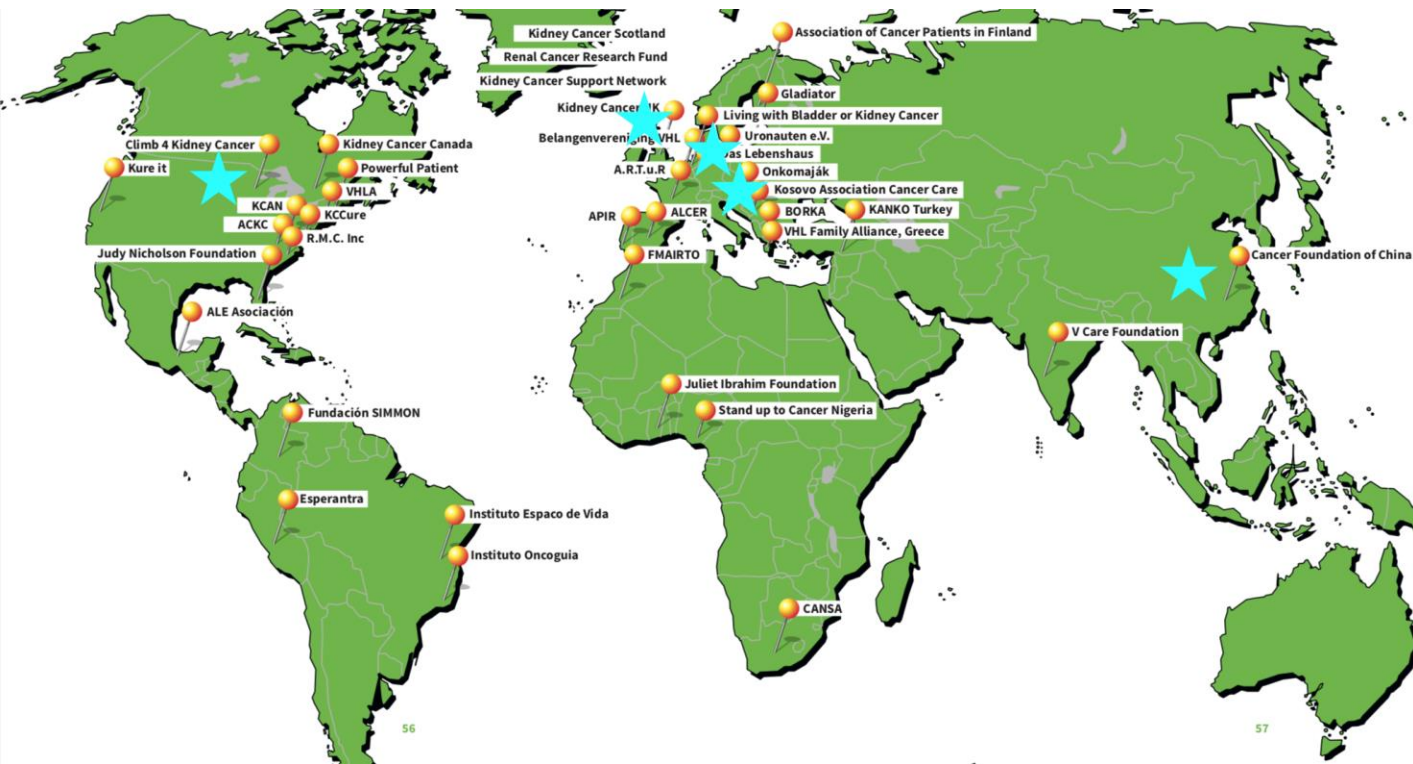 Kidney Cancer Scotland
Association of Cancer Patients in Finland
Renal Cancer Research Fund
Kidney Cancer Support Network
Gladiator
Kidney Cancer
Living with Bladder or Kidney Cancer
Belangenvereniging VHL
Uronauten e.V.
Climb 4 Kidney Cancer
Kidney Cancer Canada
Das Lebenshaus
Kure it
Powerful Patient
A.R.T.u.R
Onkomaják
VHLA
Kosovo Association Cancer Care
KCAN
KCCure
APIR
ALCER
BORKA
KANKO Turkey
ACKC
R.M.C. Inc
VHL Family Alliance, Greece
Judy Nicholson Foundation
FMAIRTO
Cancer Foundation of China
ALE Asociación
V Care Foundation
Juliet Ibrahim Foundation
Fundación SIMMON
Stand up to Cancer Nigeria
Esperantra
Instituto Espaco de Vida
Instituto Oncoguia
CANSA
56
57